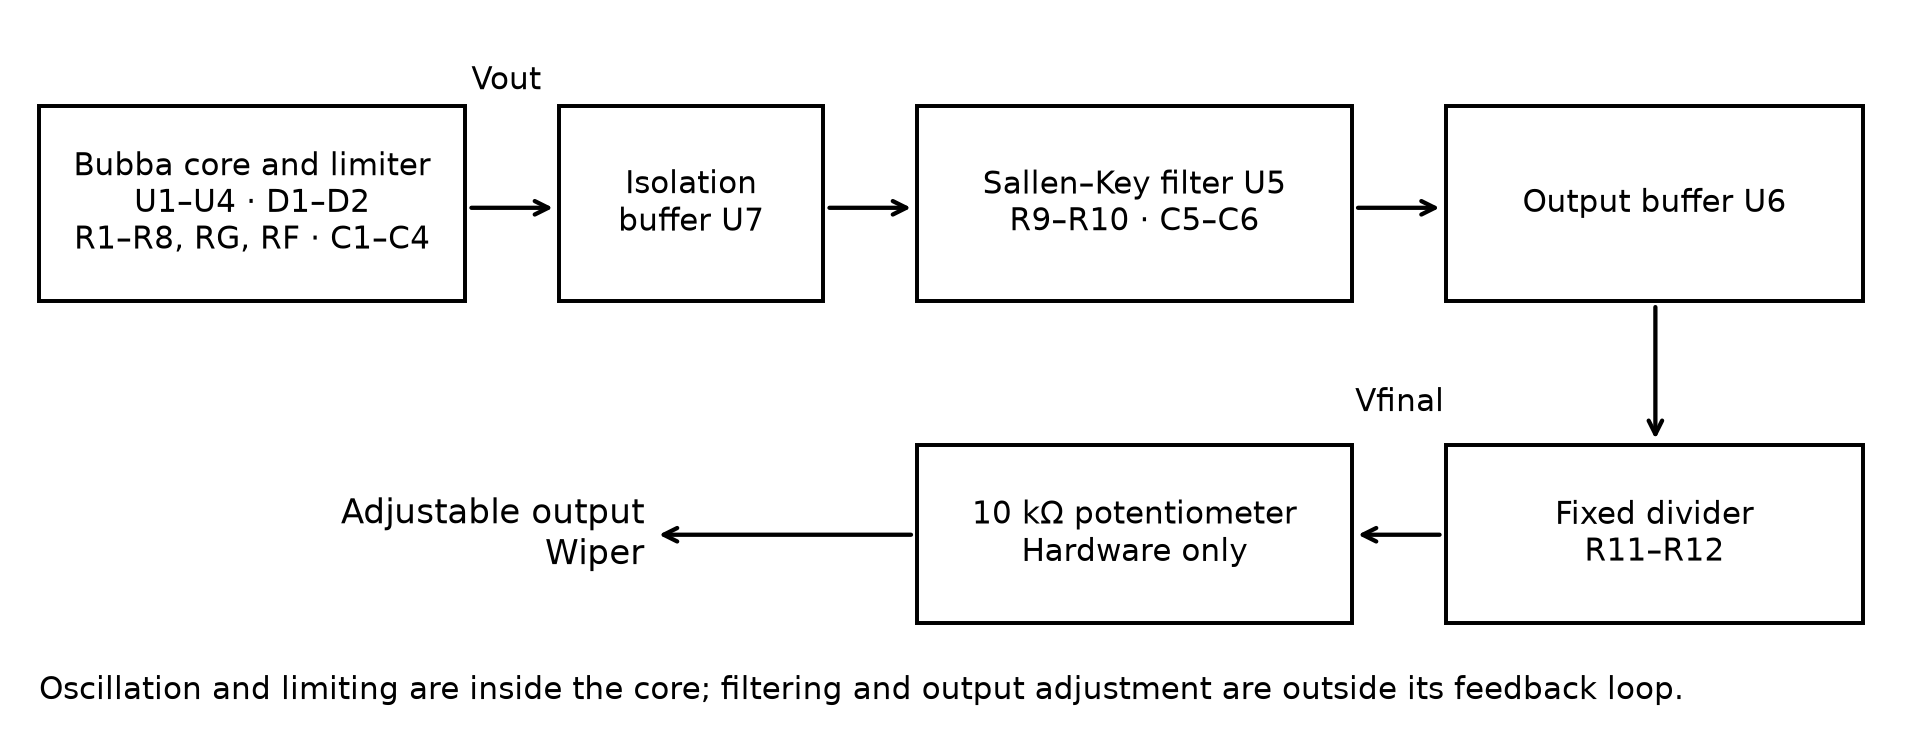 Vout
Bubba core and limiter
U1–U4 · D1–D2
R1–R8, RG, RF · C1–C4
Isolation
buffer U7
Sallen–Key filter U5
R9–R10 · C5–C6
Output buffer U6
Vfinal
Adjustable output
Wiper
10 kΩ potentiometer
Hardware only
Fixed divider
R11–R12
Oscillation and limiting are inside the core; filtering and output adjustment are outside its feedback loop.